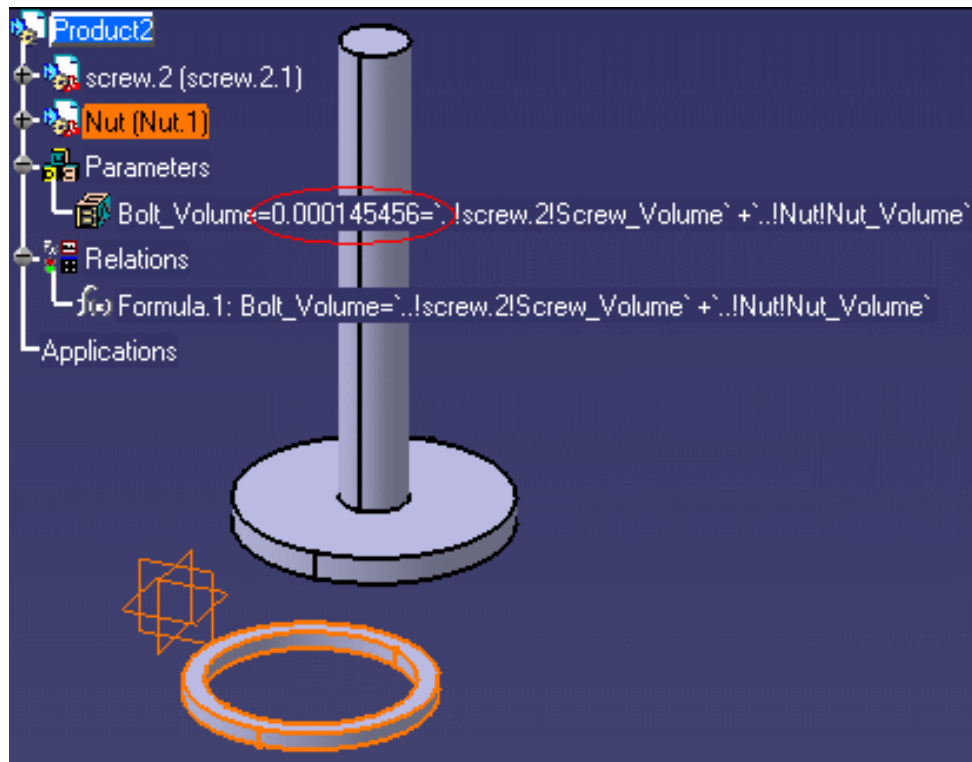 Product2
screw.2 (screw.2.1)
Nut (Nut.1)
Parameters
Bolt_Volume=0.000145456=`..!screw.2!Screw_Volume` +`..!Nut!Nut_Volume`
Relations
Formula.1: Bolt_Volume=`..!screw.2!Screw_Volume` +`..!Nut!Nut_Volume`
Applications